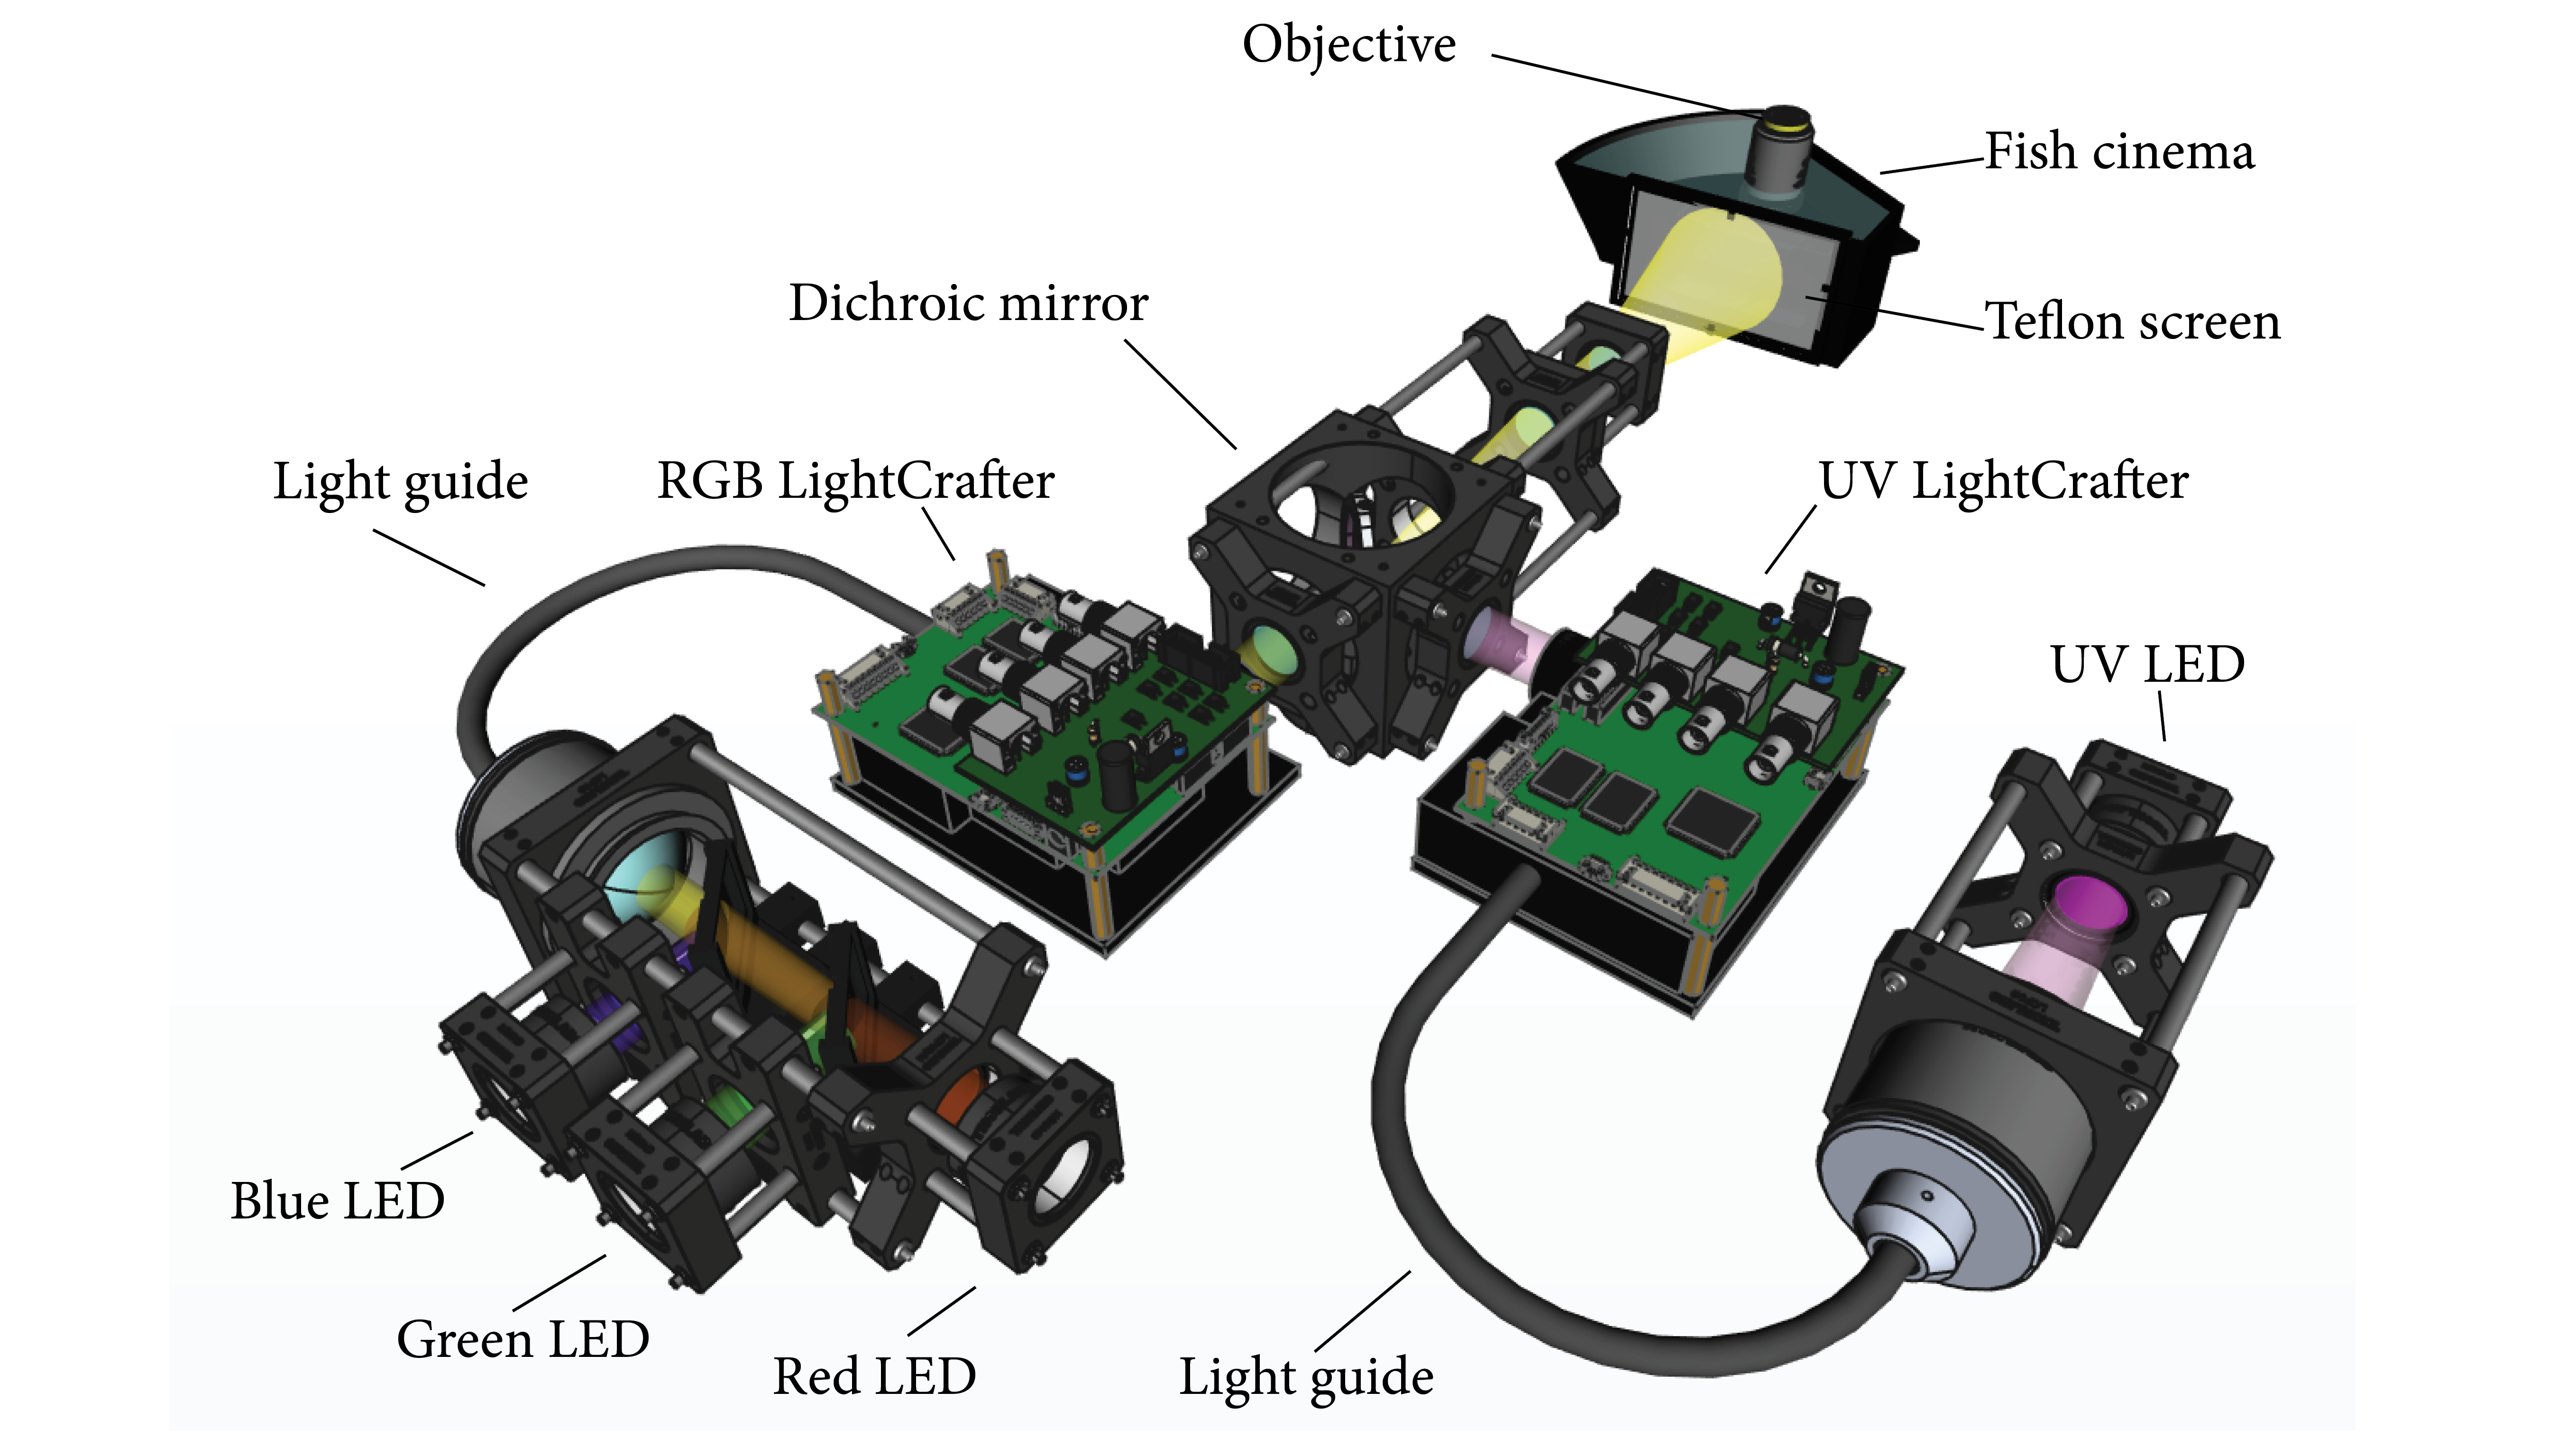 Objective
Fish cinema
Dichroic mirror
Teflon screen
Light guide
RGB LightCrafter
UV LightCrafter
UV LED
Blue LED
Green LED
Red LED
Light guide